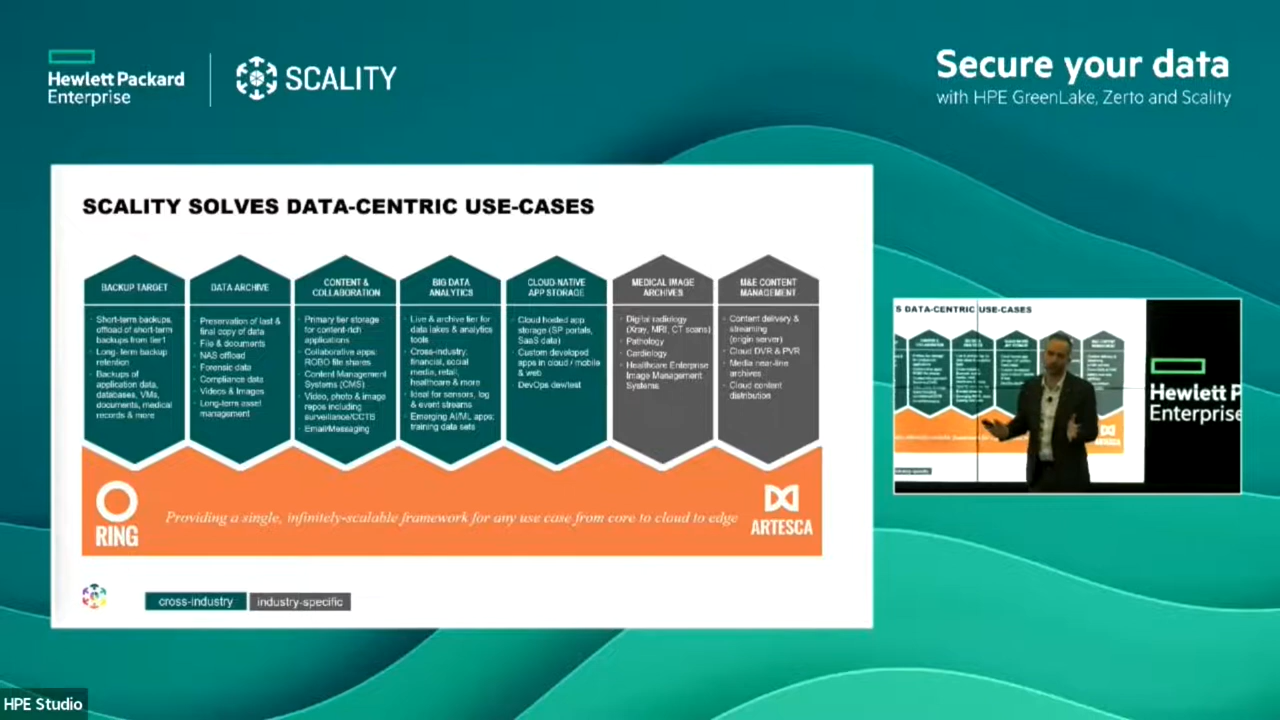 Hewlett Packard
Enterprise
SCALITY
Secure your data
with HPE GreenLake, Zerto and Scality
SCALITY SOLVES DATA-CENTRIC USE-CASES
BACKUP TARGET
Short-term backups,
offload of short-term
backups from tier1
Long- term backup
retention
Backups of
application data,
databases, VMs,
documents, medical
records & more
DATA ARCHIVE
Preservation of last &
final copy of data
File & documents
NAS offload
Forensic data
Compliance data
Videos & Images
Long-term asset
management
CONTENT &
COLLABORATION
Primary tier storage
for content-rich
applications
Collaborative apps:
ROBO file shares
Content Management
Systems (CMS)
Video, photo & image
repos including
surveillance/CCTS
Email/Messaging
BIG DATA
ANALYTICS
Live & archive tier for
data lakes & analytics
tools
Cross-industry:
financial, social
media, retail,
healthcare & more
Ideal for sensors, log
& event streams
Emerging AI/ML apps:
training data sets
CLOUD-NATIVE
APP STORAGE
Cloud hosted app
storage (SP portals,
SaaS data)
Custom developed
apps in cloud / mobile
& web
DevOps dev/test
MEDICAL IMAGE
ARCHIVES
Digital radiology
(Xray, MRI, CT scans)
Pathology
Cardiology
Healthcare Enterprise
Image Management
Systems
M&E CONTENT
MANAGEMENT
Content delivery &
streaming
(origin server)
Cloud DVR & PVR
Media near-line
archives
Cloud content
distribution
RING
Providing a single, infinitely-scalable framework for any use case from core to cloud to edge
ARTESCA
cross-industry
industry-specific
S DATA-CENTRIC USE-CASES
ARTESCA
Hewlett P
Enterprise
HPE Studio